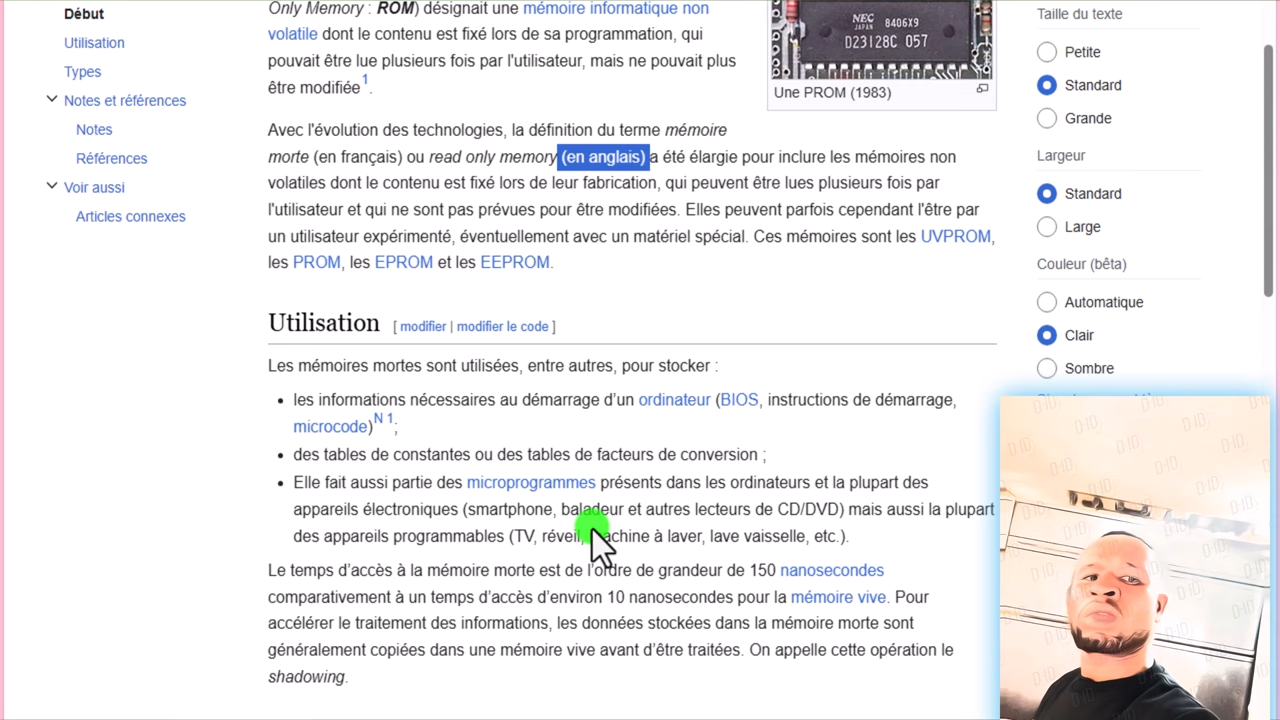 Début
Utilisation
Types
Notes et références
Notes
Références
Voir aussi
Articles connexes
Only Memory : ROM) désignait une mémoire informatique non
volatile dont le contenu est fixé lors de sa programmation, qui
pouvait être lue plusieurs fois par l'utilisateur, mais ne pouvait plus
être modifiée1.
NEC
JAPAN 8406X9
D23128C 057
Une PROM (1983)
Avec l'évolution des technologies, la définition du terme mémoire
morte (en français) ou read only memory (en anglais) a été élargie pour inclure les mémoires non
volatiles dont le contenu est fixé lors de leur fabrication, qui peuvent être lues plusieurs fois par
l'utilisateur et qui ne sont pas prévues pour être modifiées. Elles peuvent parfois cependant l'être par
un utilisateur expérimenté, éventuellement avec un matériel spécial. Ces mémoires sont les UVPROM,
les PROM, les EPROM et les EEPROM.
Utilisation [ modifier | modifier le code ]
Les mémoires mortes sont utilisées, entre autres, pour stocker :
• les informations nécessaires au démarrage d’un ordinateur (BIOS, instructions de démarrage,
microcode)N 1;
• des tables de constantes ou des tables de facteurs de conversion ;
• Elle fait aussi partie des microprogrammes présents dans les ordinateurs et la plupart des
appareils électroniques (smartphone, baladeur et autres lecteurs de CD/DVD) mais aussi la plupart
des appareils programmables (TV, réveil, machine à laver, lave vaisselle, etc.).
Le temps d’accès à la mémoire morte est de l’ordre de grandeur de 150 nanosecondes
comparativement à un temps d’accès d’environ 10 nanosecondes pour la mémoire vive. Pour
accélérer le traitement des informations, les données stockées dans la mémoire morte sont
généralement copiées dans une mémoire vive avant d’être traitées. On appelle cette opération le
shadowing.
Taille du texte
Petite
Standard
Grande
Largeur
Standard
Large
Couleur (bêta)
Automatique
Clair
Sombre
D-ID